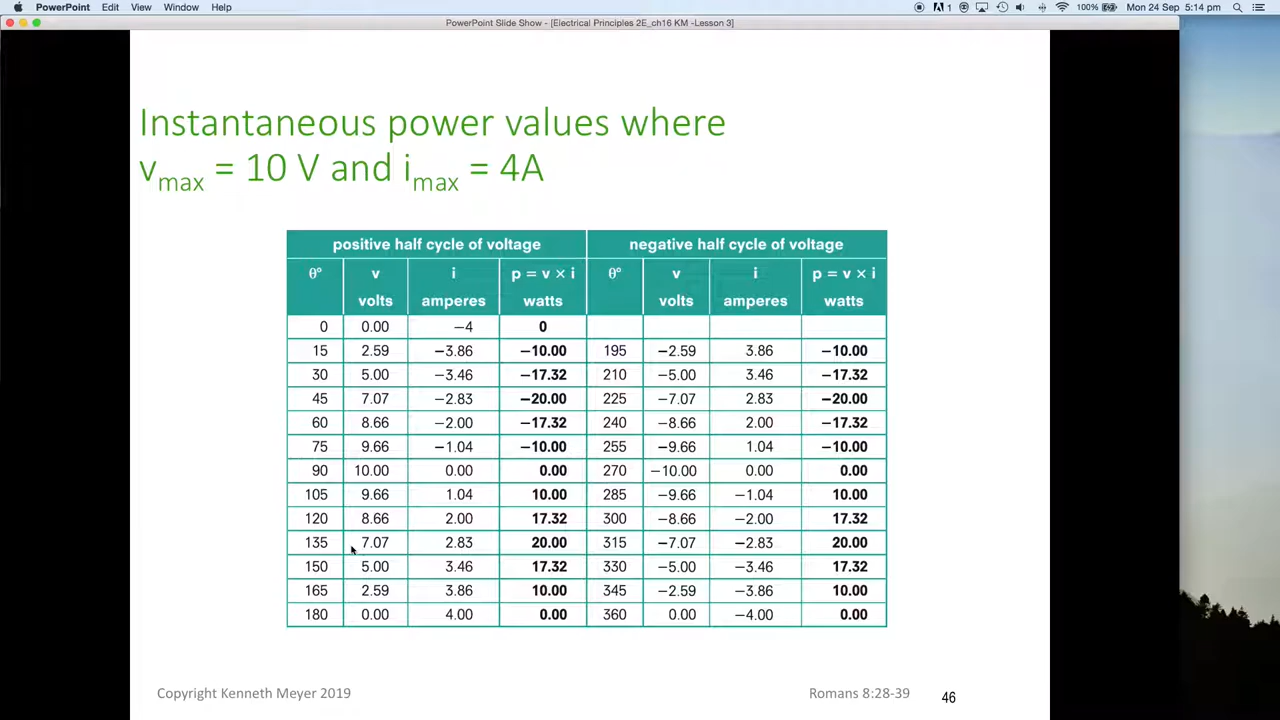 PowerPoint Edit View Window Help 1 100% Mon 24 Sep 5:14 pm
PowerPoint Slide Show - [Electrical Principles 2E_ch16 KM -Lesson 3]
Instantaneous power values where
vmax = 10 V and imax = 4A
positive half cycle of voltage negative half cycle of voltage
θ° v i p = v × i θ° v i p = v × i
volts amperes watts volts amperes watts
0 0.00 −4 0
15 2.59 −3.86 −10.00 195 −2.59 3.86 −10.00
30 5.00 −3.46 −17.32 210 −5.00 3.46 −17.32
45 7.07 −2.83 −20.00 225 −7.07 2.83 −20.00
60 8.66 −2.00 −17.32 240 −8.66 2.00 −17.32
75 9.66 −1.04 −10.00 255 −9.66 1.04 −10.00
90 10.00 0.00 0.00 270 −10.00 0.00 0.00
105 9.66 1.04 10.00 285 −9.66 −1.04 10.00
120 8.66 2.00 17.32 300 −8.66 −2.00 17.32
135 7.07 2.83 20.00 315 −7.07 −2.83 20.00
150 5.00 3.46 17.32 330 −5.00 −3.46 17.32
165 2.59 3.86 10.00 345 −2.59 −3.86 10.00
180 0.00 4.00 0.00 360 0.00 −4.00 0.00
Copyright Kenneth Meyer 2019 Romans 8:28-39 46